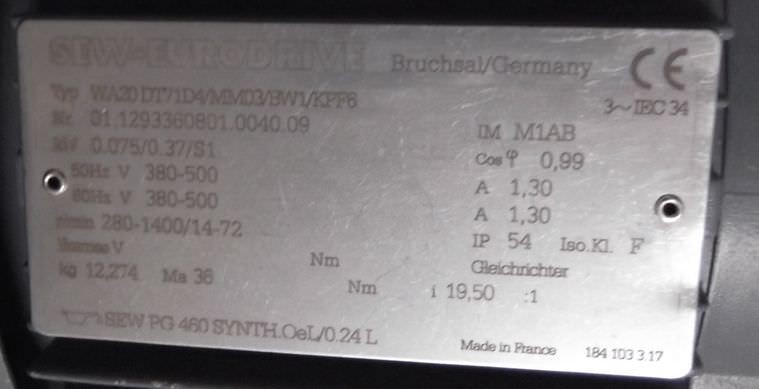 SEW-EURODRIVE Bruchsal/Germany CE
Typ WA20 DT71D4/MM03/BW1/KPF6 3~IEC 34
Nr. 01.1293360801.0040.09 IM M1AB
kW 0.075/0.37/S1 Cos φ 0,99
50Hz V 380-500 A 1,30
60Hz V 380-500 A 1,30
r/min 280-1400/14-72 IP 54 Iso.Kl. F
Bremse V Nm Gleichrichter
kg 12,274 Ma 36 Nm i 19,50 :1
SEW PG 460 SYNTH.OeL/0.24 L Made in France 184 103 3.17